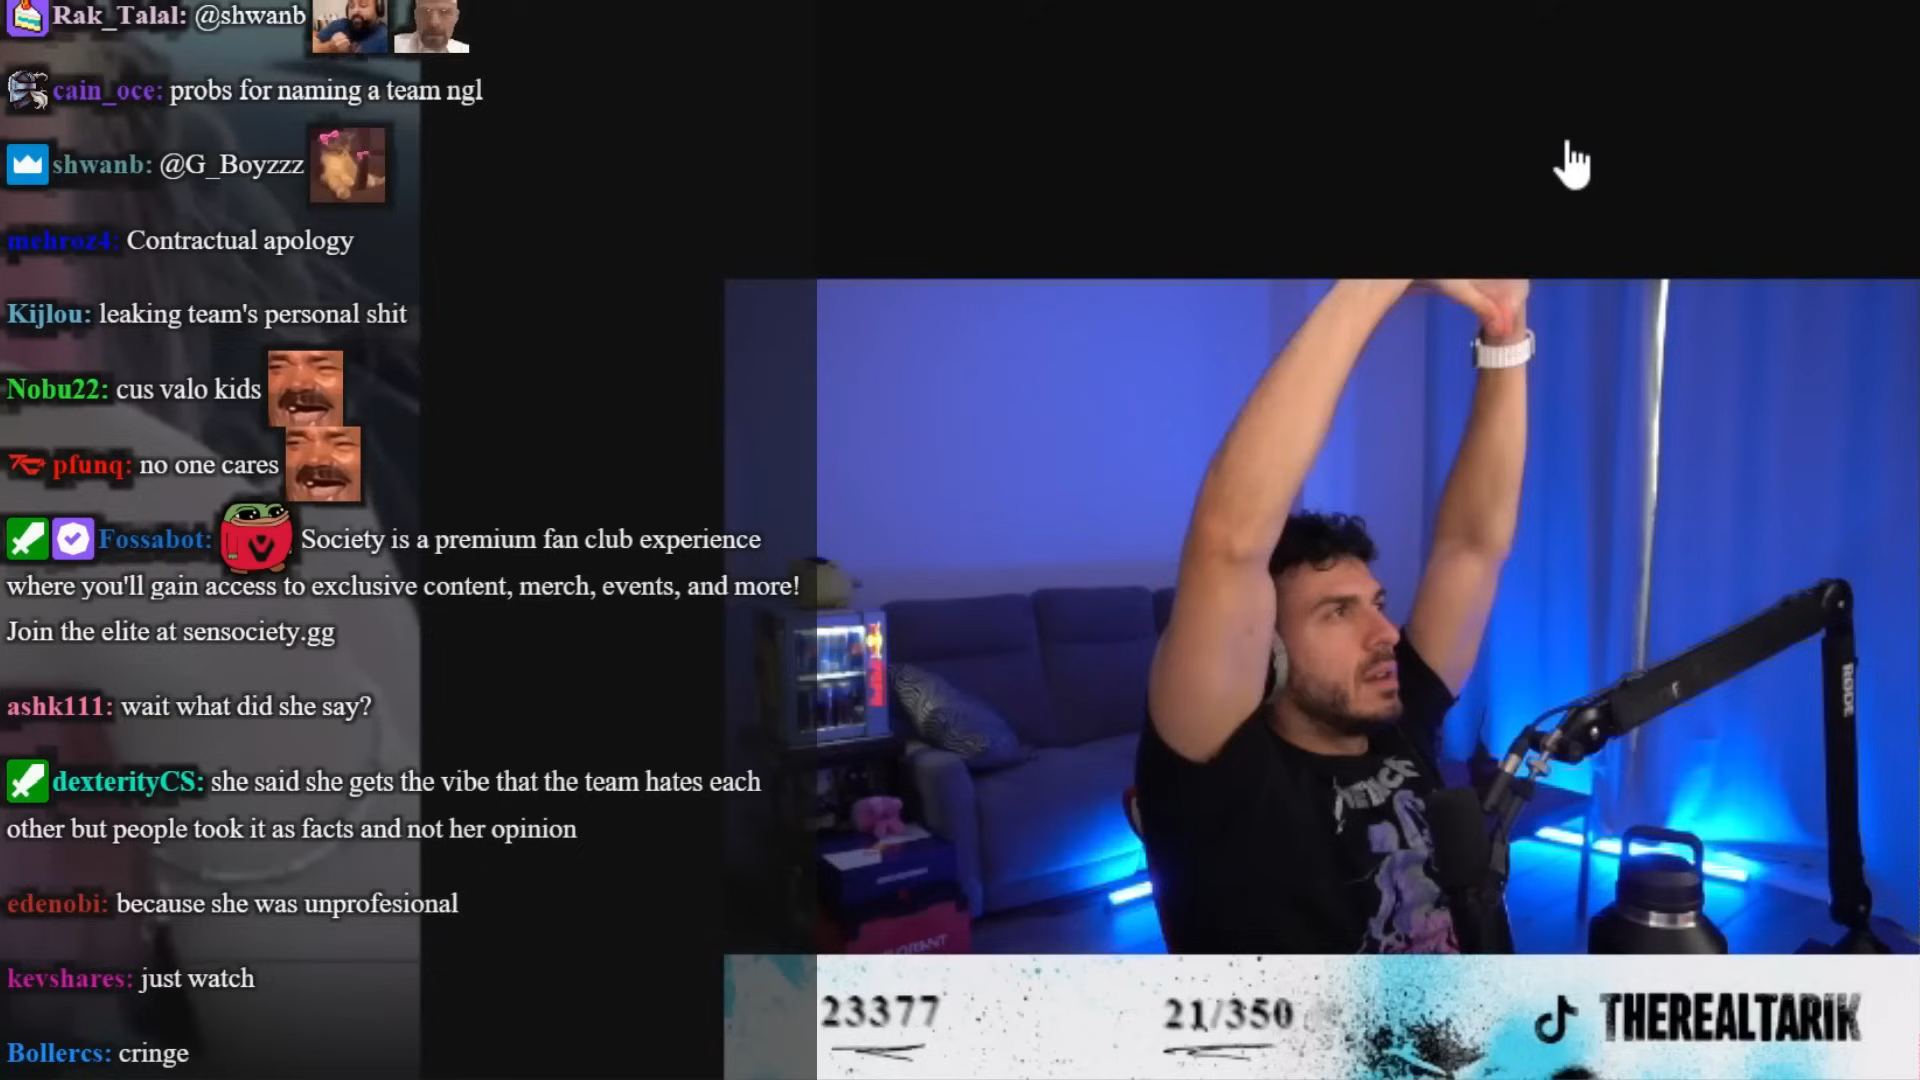 Rak_Talal: @shwanb
cain_oce: probs for naming a team ngl
shwanb: @G_Boyzzz
mehroz4: Contractual apology
Kijlou: leaking team's personal shit
Nobu22: cus valo kids
pfunq: no one cares
Fossabot: Society is a premium fan club experience
where you'll gain access to exclusive content, merch, events, and more!
Join the elite at sensociety.gg
ashk111: wait what did she say?
dexterityCS: she said she gets the vibe that the team hates each
other but people took it as facts and not her opinion
edenobi: because she was unprofesional
kevshares: just watch
Bollercs: cringe
METALLICA
RODE
23377
21/350
THEREALTARIK